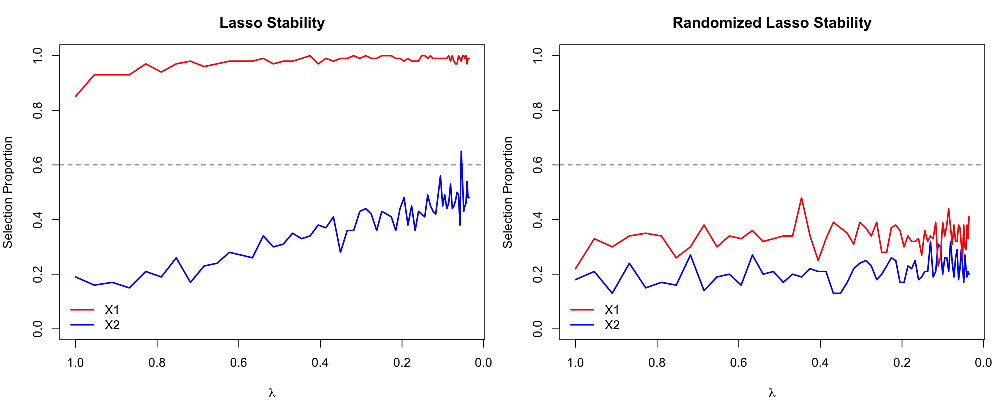 Lasso Stability
Selection Proportion
1.0
0.8
0.6
0.4
0.2
0.0
X1
X2
1.0 0.8 0.6 0.4 0.2 0.0
λ
Randomized Lasso Stability
Selection Proportion
1.0
0.8
0.6
0.4
0.2
0.0
X1
X2
1.0 0.8 0.6 0.4 0.2 0.0
λ